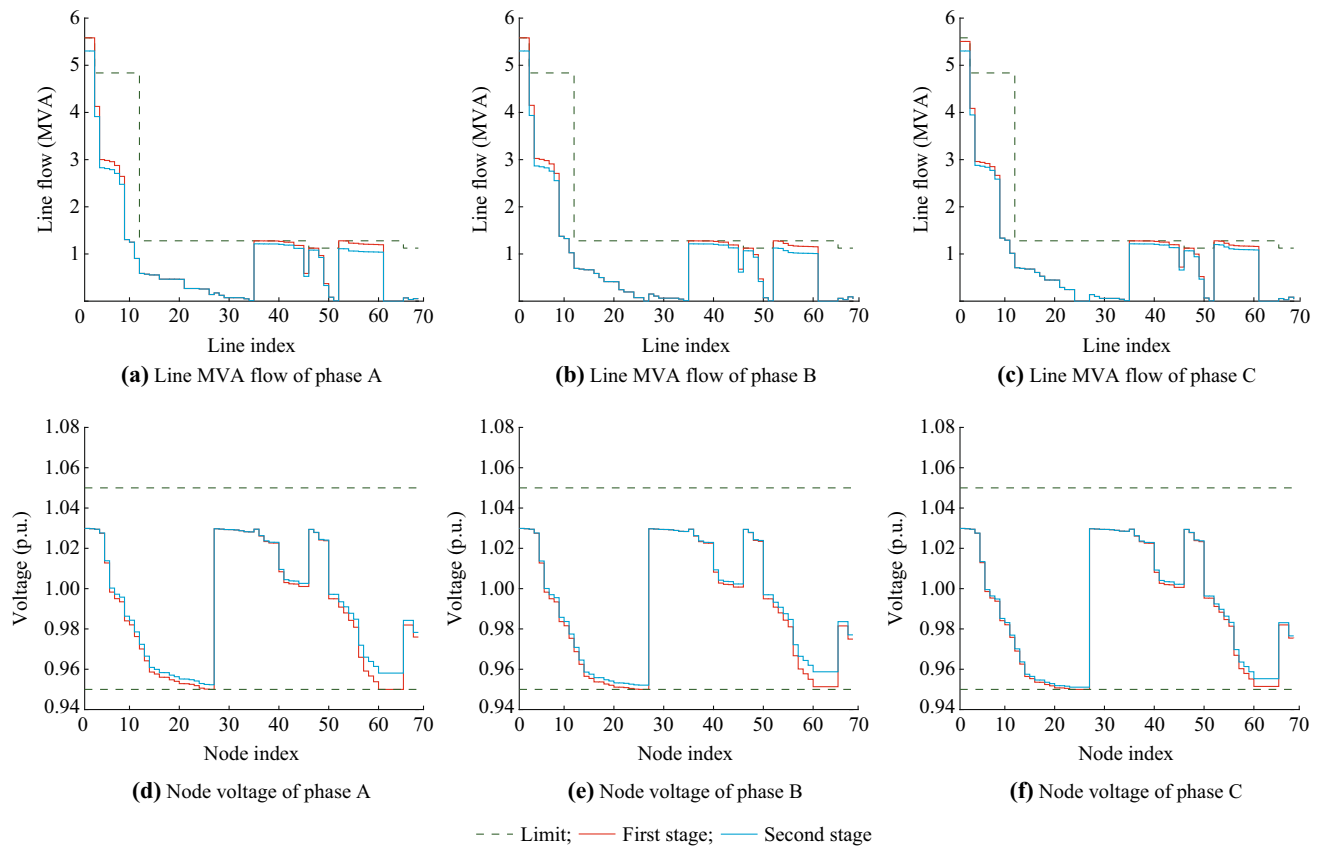 6
5
4
3
2
1
0 10 20 30 40 50 60 70
Line flow (MVA)
Line index
(a) Line MVA flow of phase A
6
5
4
3
2
1
0 10 20 30 40 50 60 70
Line flow (MVA)
Line index
(b) Line MVA flow of phase B
6
5
4
3
2
1
0 10 20 30 40 50 60 70
Line flow (MVA)
Line index
(c) Line MVA flow of phase C
1.08
1.06
1.04
1.02
1.00
0.98
0.96
0.94
0 10 20 30 40 50 60 70
Voltage (p.u.)
Node index
(d) Node voltage of phase A
1.08
1.06
1.04
1.02
1.00
0.98
0.96
0.94
0 10 20 30 40 50 60 70
Voltage (p.u.)
Node index
(e) Node voltage of phase B
1.08
1.06
1.04
1.02
1.00
0.98
0.96
0.94
0 10 20 30 40 50 60 70
Voltage (p.u.)
Node index
(f) Node voltage of phase C
Limit; First stage; Second stage